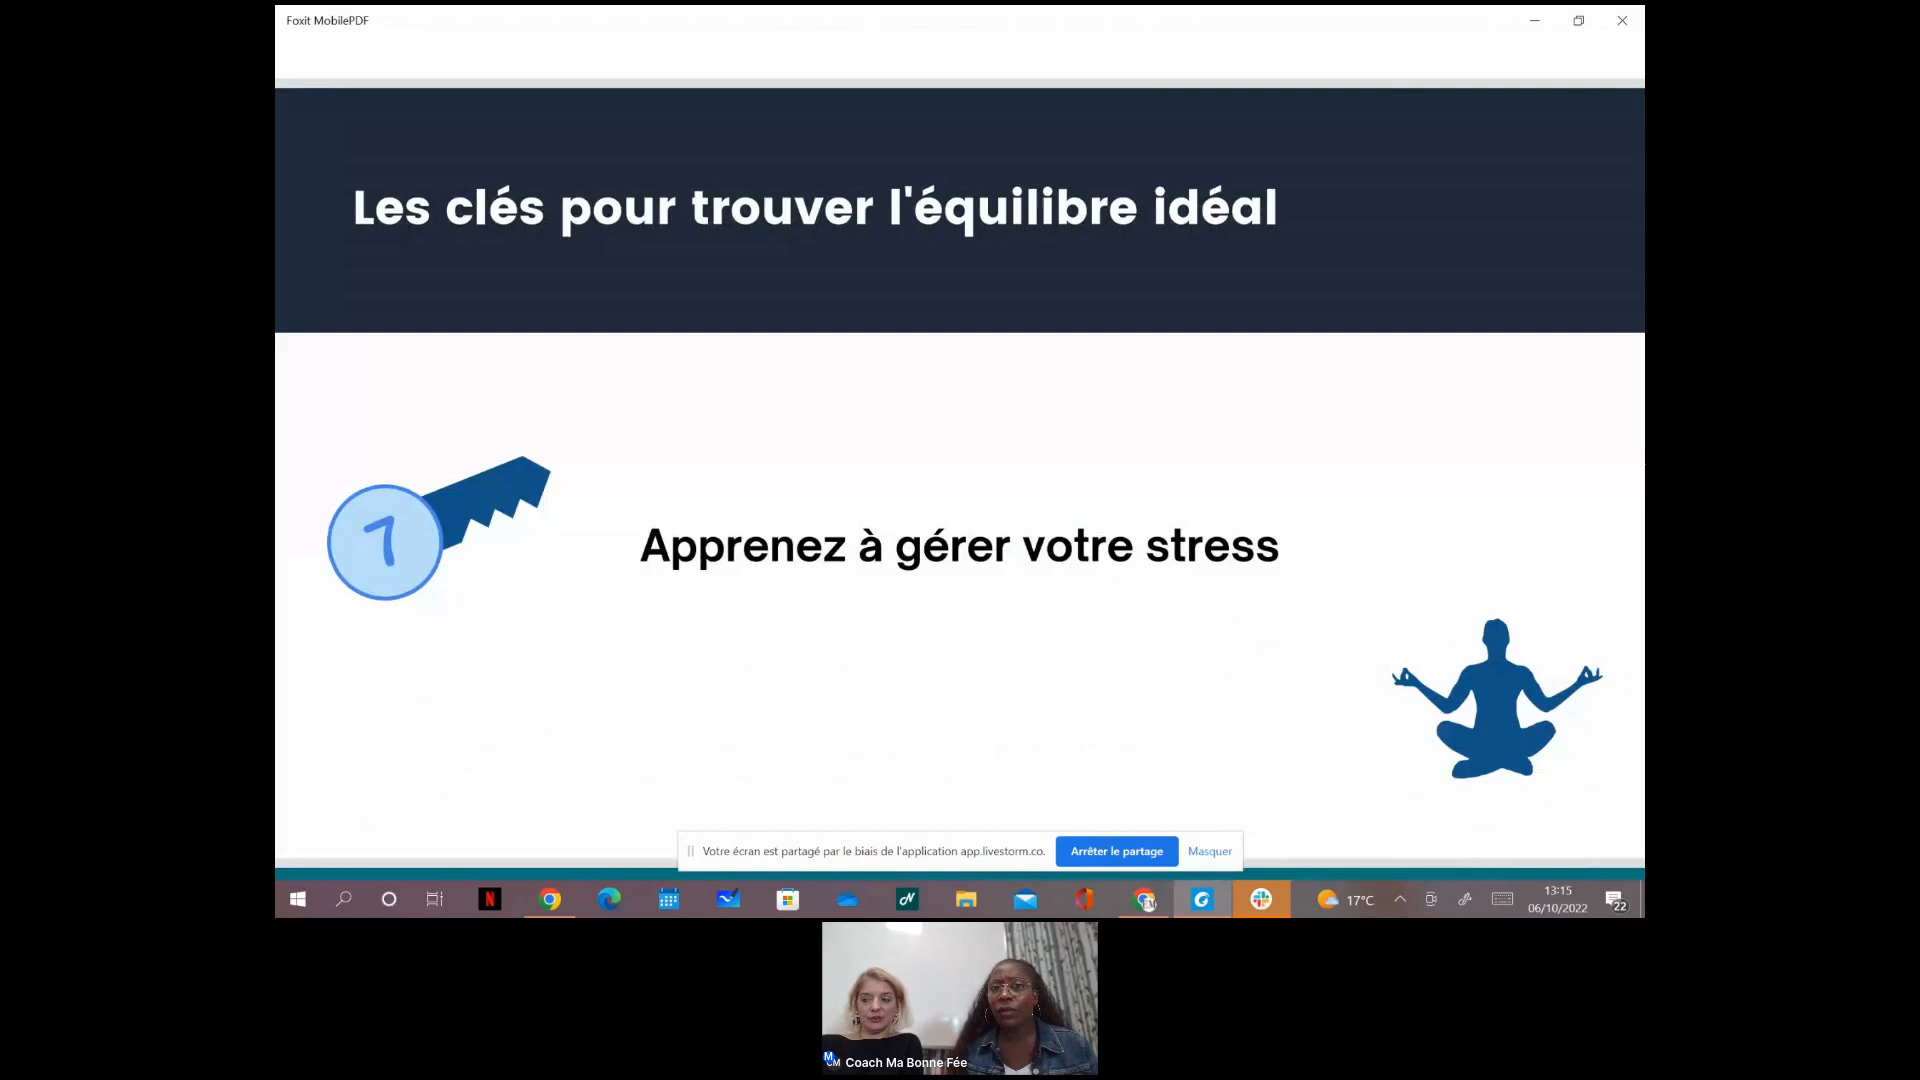 Foxit MobilePDF
Les clés pour trouver l'équilibre idéal
7
Apprenez à gérer votre stress
Votre écran est partagé par le biais de l'application app.livestorm.co.
Arrêter le partage
Masquer
N
EM
17°C
13:15
06/10/2022
22
M
CM Coach Ma Bonne Fée